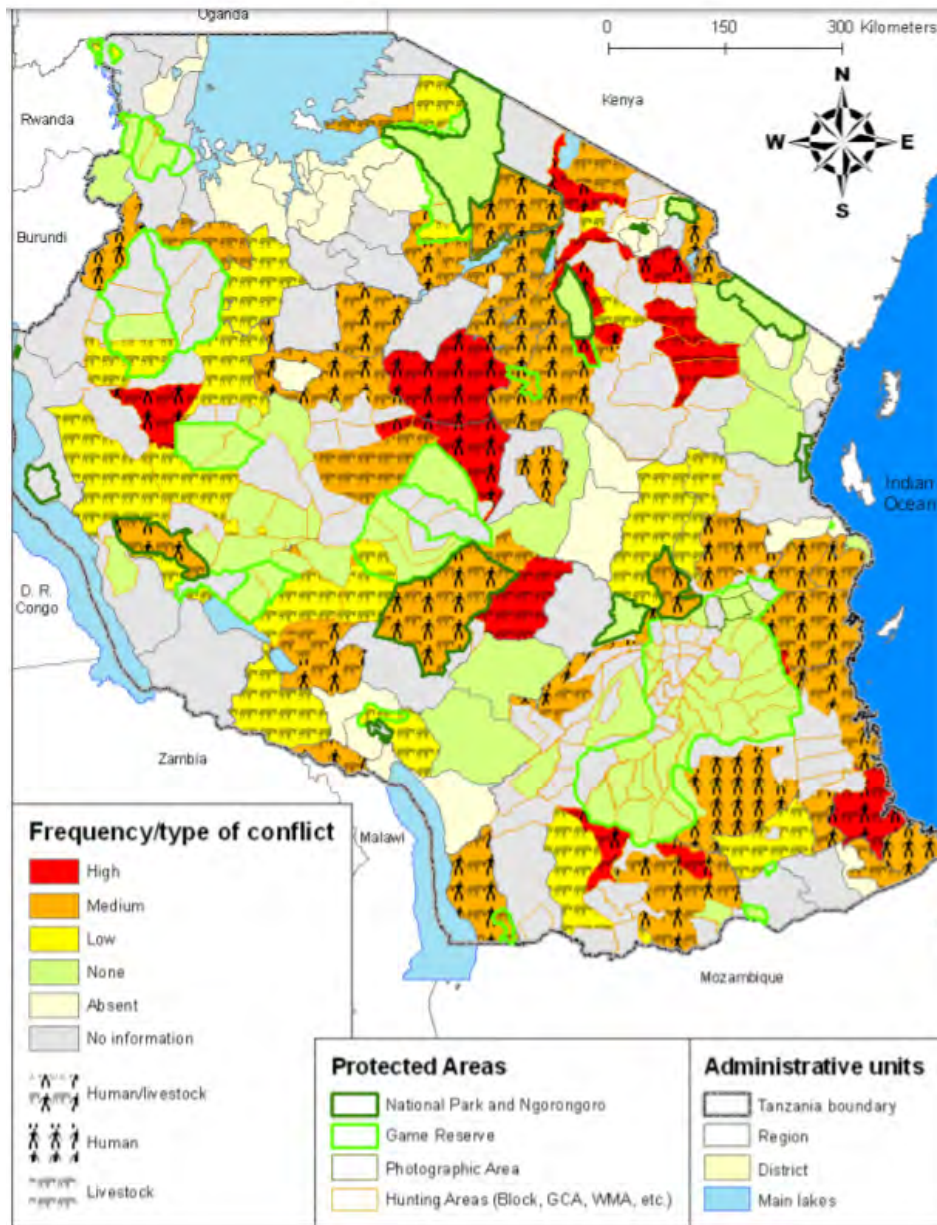 Uganda
0 150 300 Kilometers
N
W E
S
Kenya
Rwanda
Burundi
Indian
Ocean
D. R.
Congo
Zambia
Malawi
Mozambique
Frequency/type of conflict
High
Medium
Low
None
Absent
No information
Human/livestock
Human
Livestock
Protected Areas
National Park and Ngorongoro
Game Reserve
Photographic Area
Hunting Areas (Block, GCA, WMA, etc.)
Administrative units
Tanzania boundary
Region
District
Main lakes